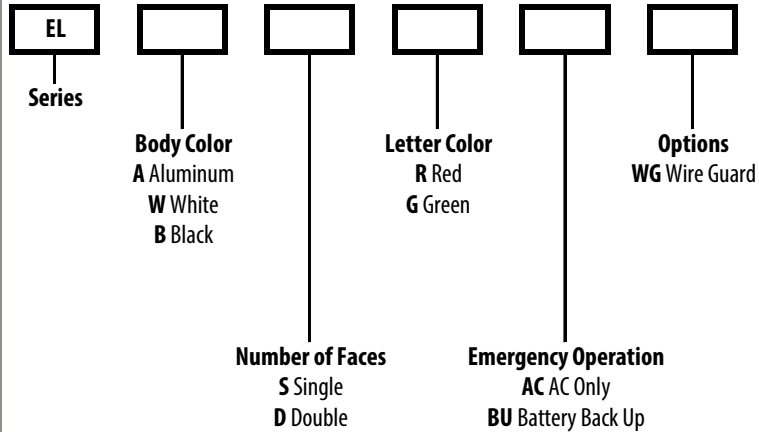 EL
Series
Body Color
A Aluminum
W White
B Black
Letter Color
R Red
G Green
Options
WG Wire Guard
Number of Faces
S Single
D Double
Emergency Operation
AC AC Only
BU Battery Back Up